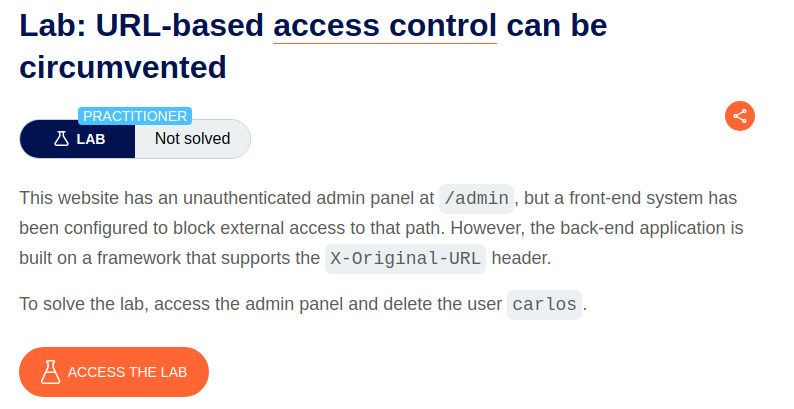 Lab: URL-based access control can be
circumvented
PRACTITIONER
LAB Not solved
This website has an unauthenticated admin panel at /admin, but a front-end system has
been configured to block external access to that path. However, the back-end application is
built on a framework that supports the X-Original-URL header.
To solve the lab, access the admin panel and delete the user carlos.
ACCESS THE LAB